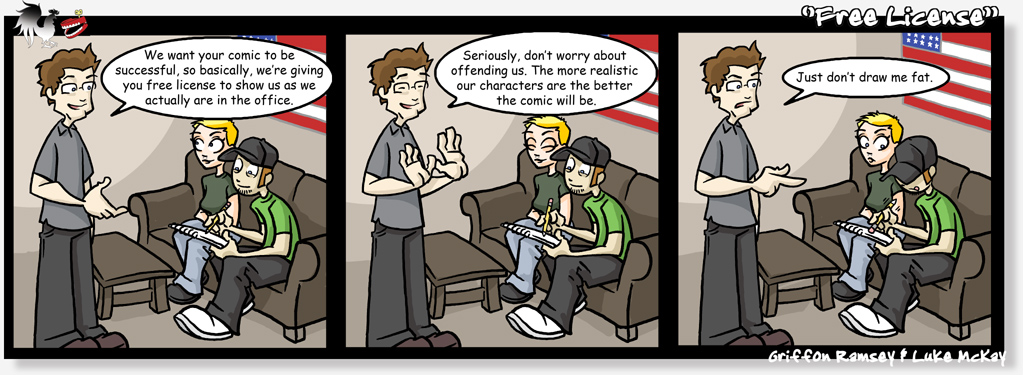 "Free License"
We want your comic to be
successful, so basically, we're giving
you free license to show us as we
actually are in the office.
Seriously, don't worry about
offending us. The more realistic
our characters are the better
the comic will be.
Just don't draw me fat.
Griffon Ramsey & Luke McKay